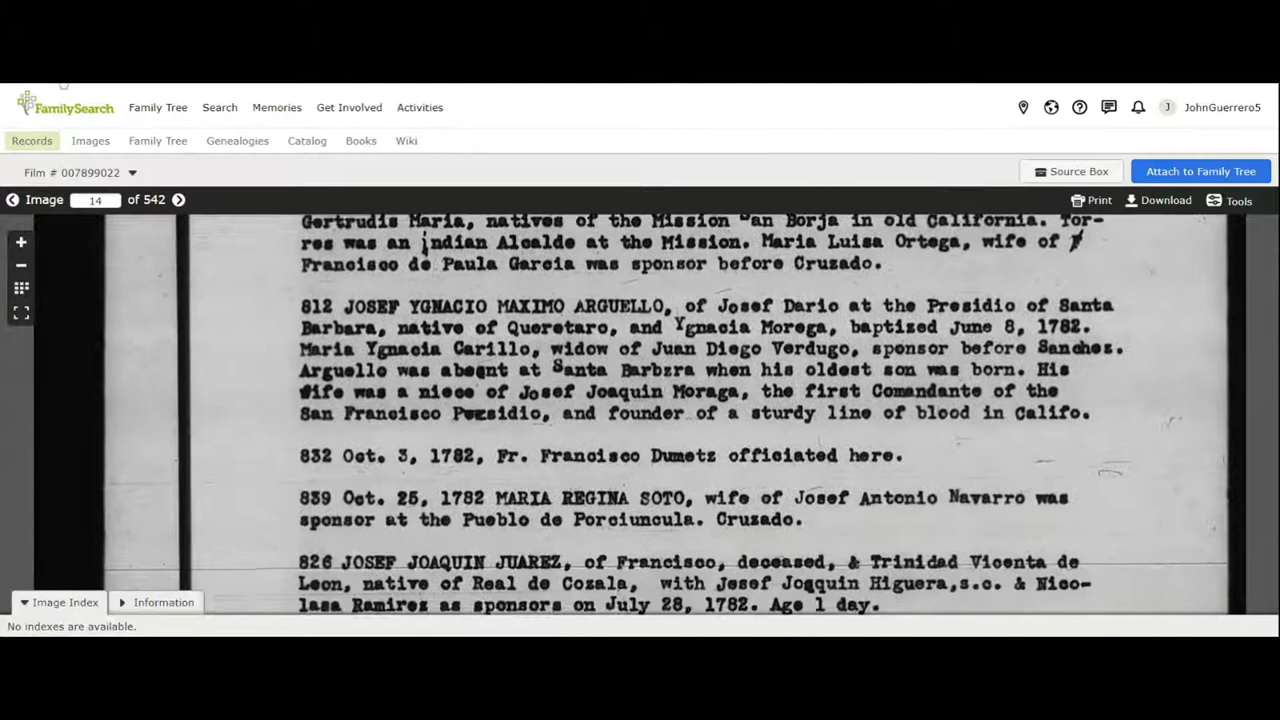 FamilySearch Family Tree Search Memories Get Involved Activities J JohnGuerrero5
Records Images Family Tree Genealogies Catalog Books Wiki
Film # 007899022 Source Box Attach to Family Tree
Image 14 of 542 Print Download Tools
Gertrudis Maria, natives of the Mission San Borja in old California. Tor-
res was an indian Alcalde at the Mission. Maria Luisa Ortega, wife of
Francisco de Paula Garcia was sponsor before Cruzado.
812 JOSEF YGNACIO MAXIMO ARGUELLO, of Josef Dario at the Presidio of Santa
Barbara, native of Queretaro, and Ygnacia Morega, baptized June 8, 1782.
Maria Ygnacia Carillo, widow of Juan Diego Verdugo, sponsor before Sanchez.
Arguello was abeqnt at Santa Barbzra when his oldest son was born. His
wife was a niece of Josef Joaquin Moraga, the first Comandante of the
San Francisco Pwesidio, and founder of a sturdy line of blood in Califo.
832 Oct. 3, 1782, Fr. Francisco Dumetz officiated here.
839 Oct. 25, 1782 MARIA REGINA SOTO, wife of Josef Antonio Navarro was
sponsor at the Pueblo de Porciuncula. Cruzado.
826 JOSEF JOAQUIN JUAREZ, of Francisco, deceased, & Trinidad Vicenta de
Leon, native of Real de Cozala, with Josef Joaquin Higuera,s.c. & Nico-
lasa Ramirez as sponsors on July 28, 1782. Age 1 day.
Image Index Information
No indexes are available.